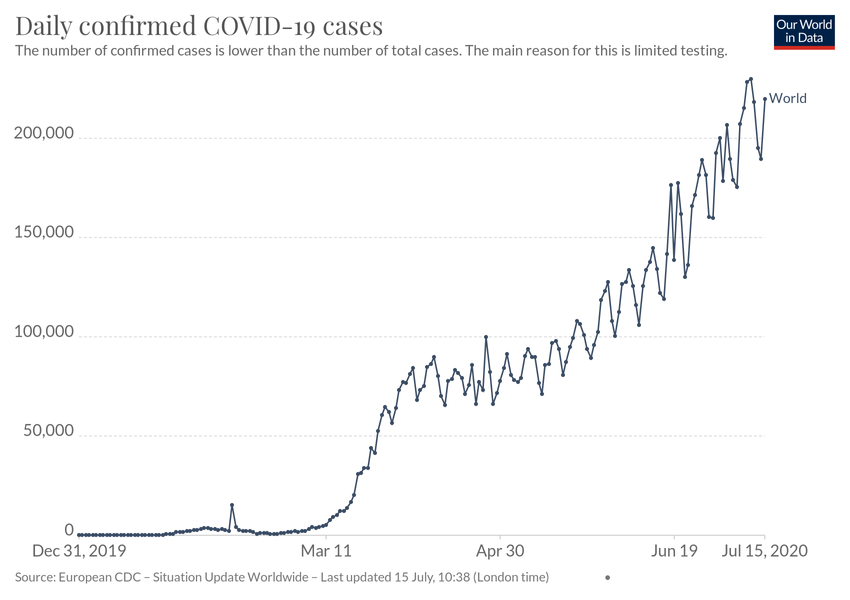 Daily confirmed COVID-19 cases
The number of confirmed cases is lower than the number of total cases. The main reason for this is limited testing.
Our World
in Data
World
200,000
150,000
100,000
50,000
0
Dec 31, 2019
Mar 11
Apr 30
Jun 19
Jul 15, 2020
Source: European CDC – Situation Update Worldwide – Last updated 15 July, 10:38 (London time)